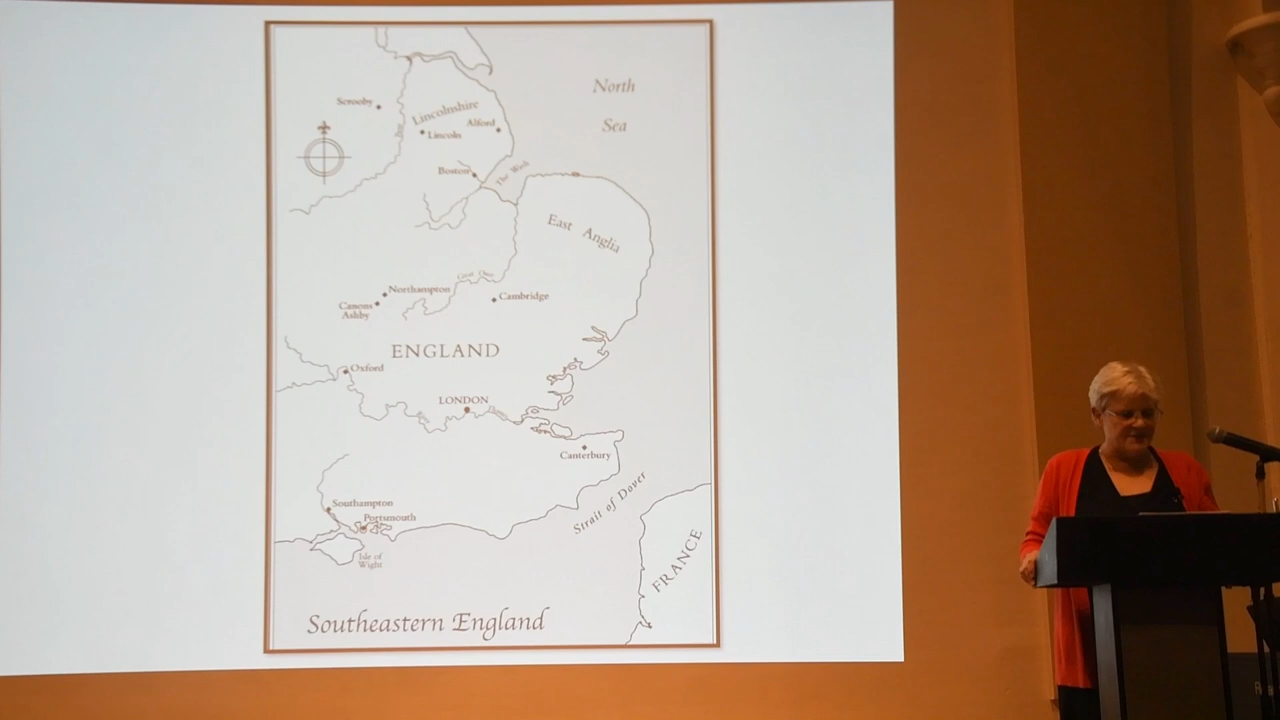 North
Sea
Scrooby
Lincolnshire
Alford
Lincoln
Boston
The Wash
East Anglia
Northampton
Canons
Ashby
Cambridge
ENGLAND
Oxford
LONDON
Canterbury
Strait of Dover
Southampton
Portsmouth
Isle of
Wight
FRANCE
Southeastern England